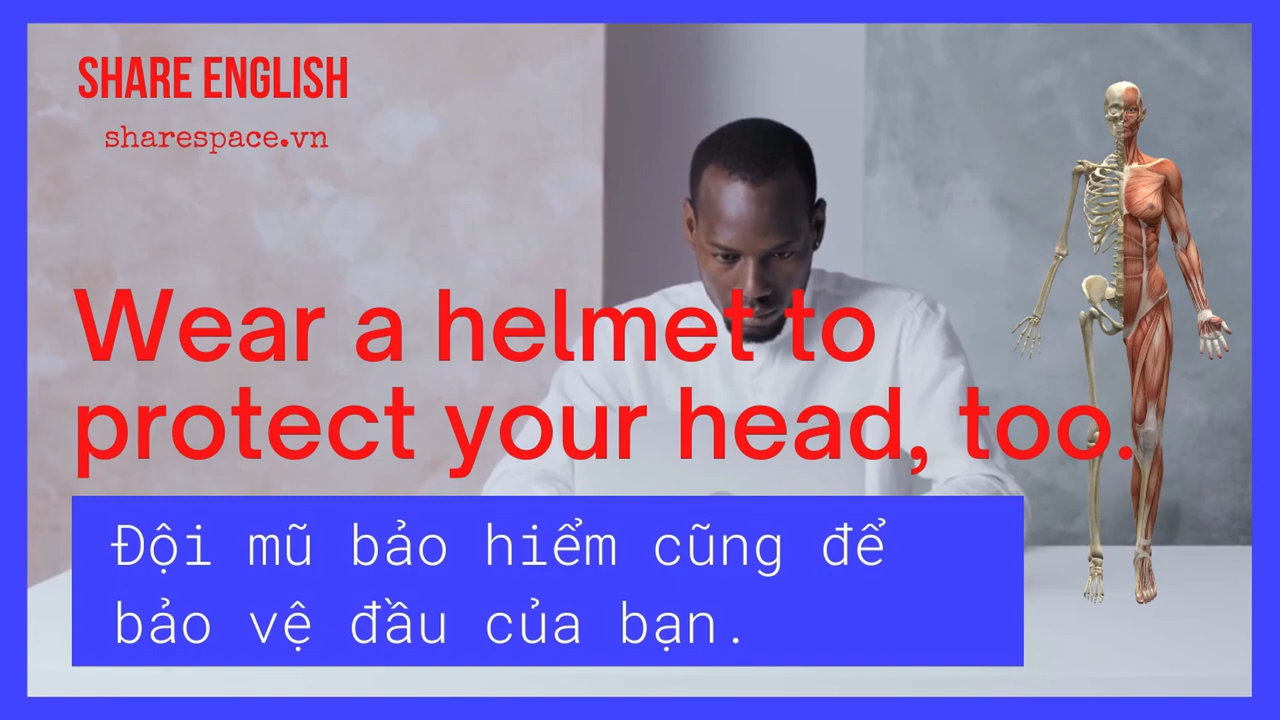 SHARE ENGLISH
sharespace.vn
Wear a helmet to
protect your head, too.
Đội mũ bảo hiểm cũng để
bảo vệ đầu của bạn.